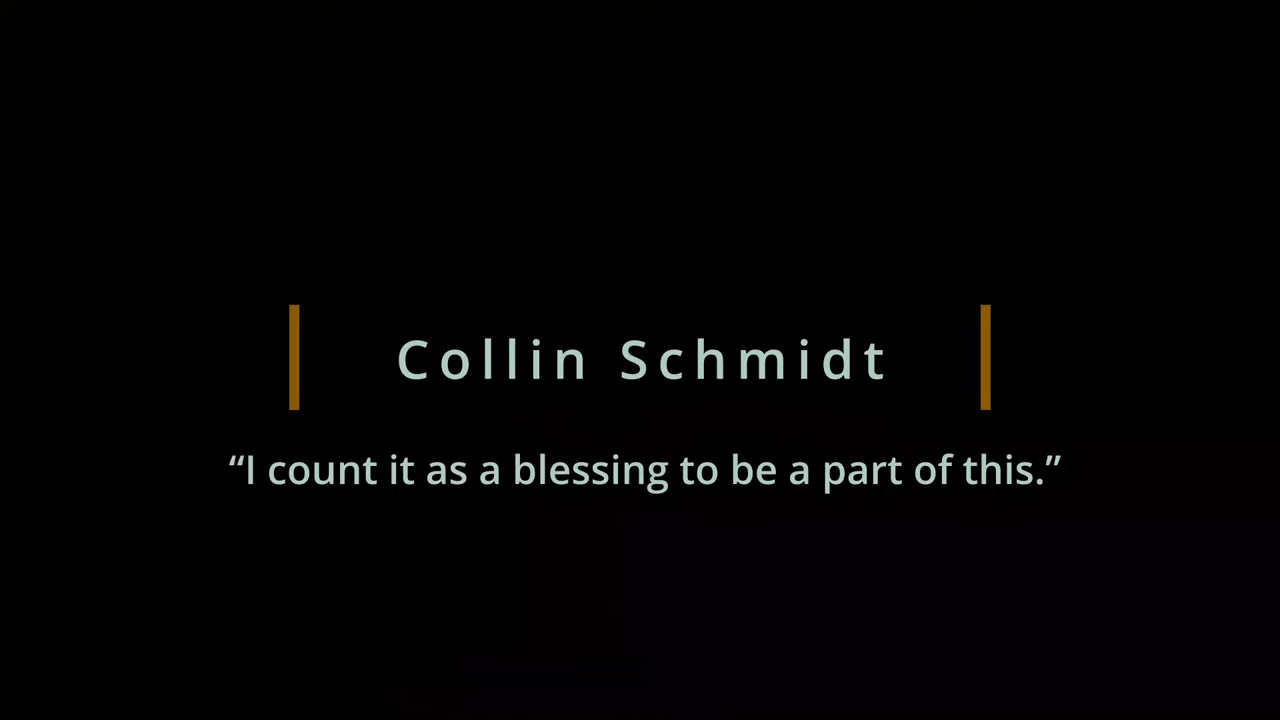 Collin Schmidt
“I count it as a blessing to be a part of this.”